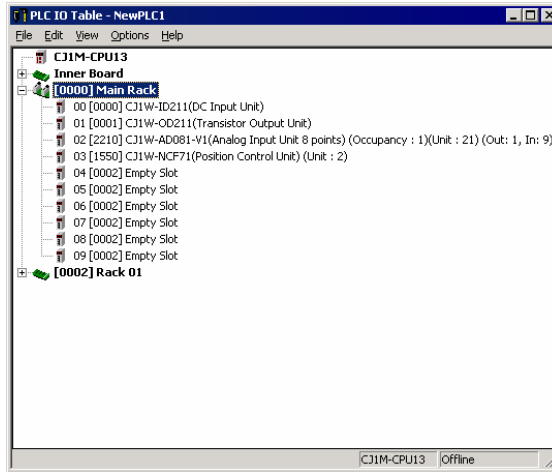 PLC IO Table - NewPLC1
File Edit View Options Help
CJ1M-CPU13
Inner Board
[0000] Main Rack
00 [0000] CJ1W-ID211(DC Input Unit)
01 [0001] CJ1W-OD211(Transistor Output Unit)
02 [2210] CJ1W-AD081-V1(Analog Input Unit 8 points) (Occupancy : 1)(Unit : 21) (Out: 1, In: 9)
03 [1550] CJ1W-NCF71(Position Control Unit) (Unit : 2)
04 [0002] Empty Slot
05 [0002] Empty Slot
06 [0002] Empty Slot
07 [0002] Empty Slot
08 [0002] Empty Slot
09 [0002] Empty Slot
[0002] Rack 01
CJ1M-CPU13 Offline